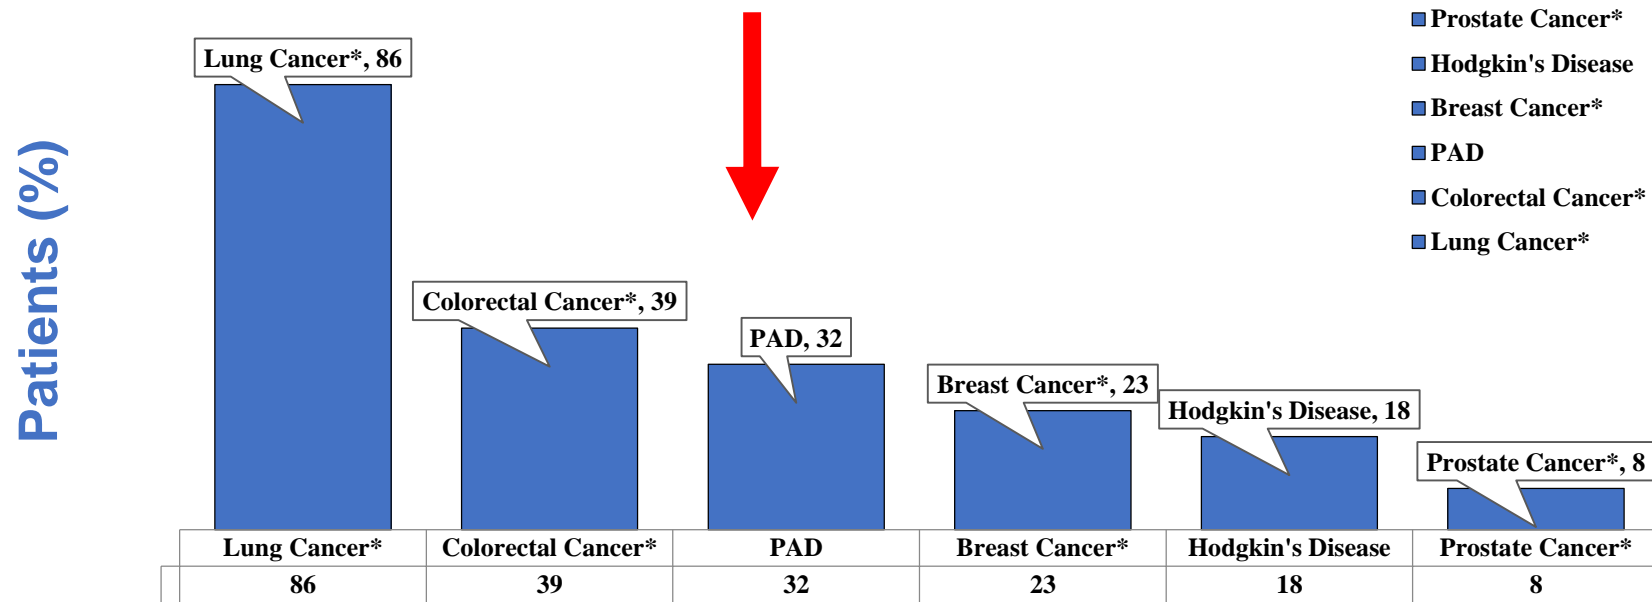 Patients (%)
Lung Cancer*, 86
Colorectal Cancer*, 39
PAD, 32
Breast Cancer*, 23
Hodgkin's Disease, 18
Prostate Cancer*, 8
Prostate Cancer*
Hodgkin's Disease
Breast Cancer*
PAD
Colorectal Cancer*
Lung Cancer*
Lung Cancer* Colorectal Cancer* PAD Breast Cancer* Hodgkin's Disease Prostate Cancer*
86 39 32 23 18 8